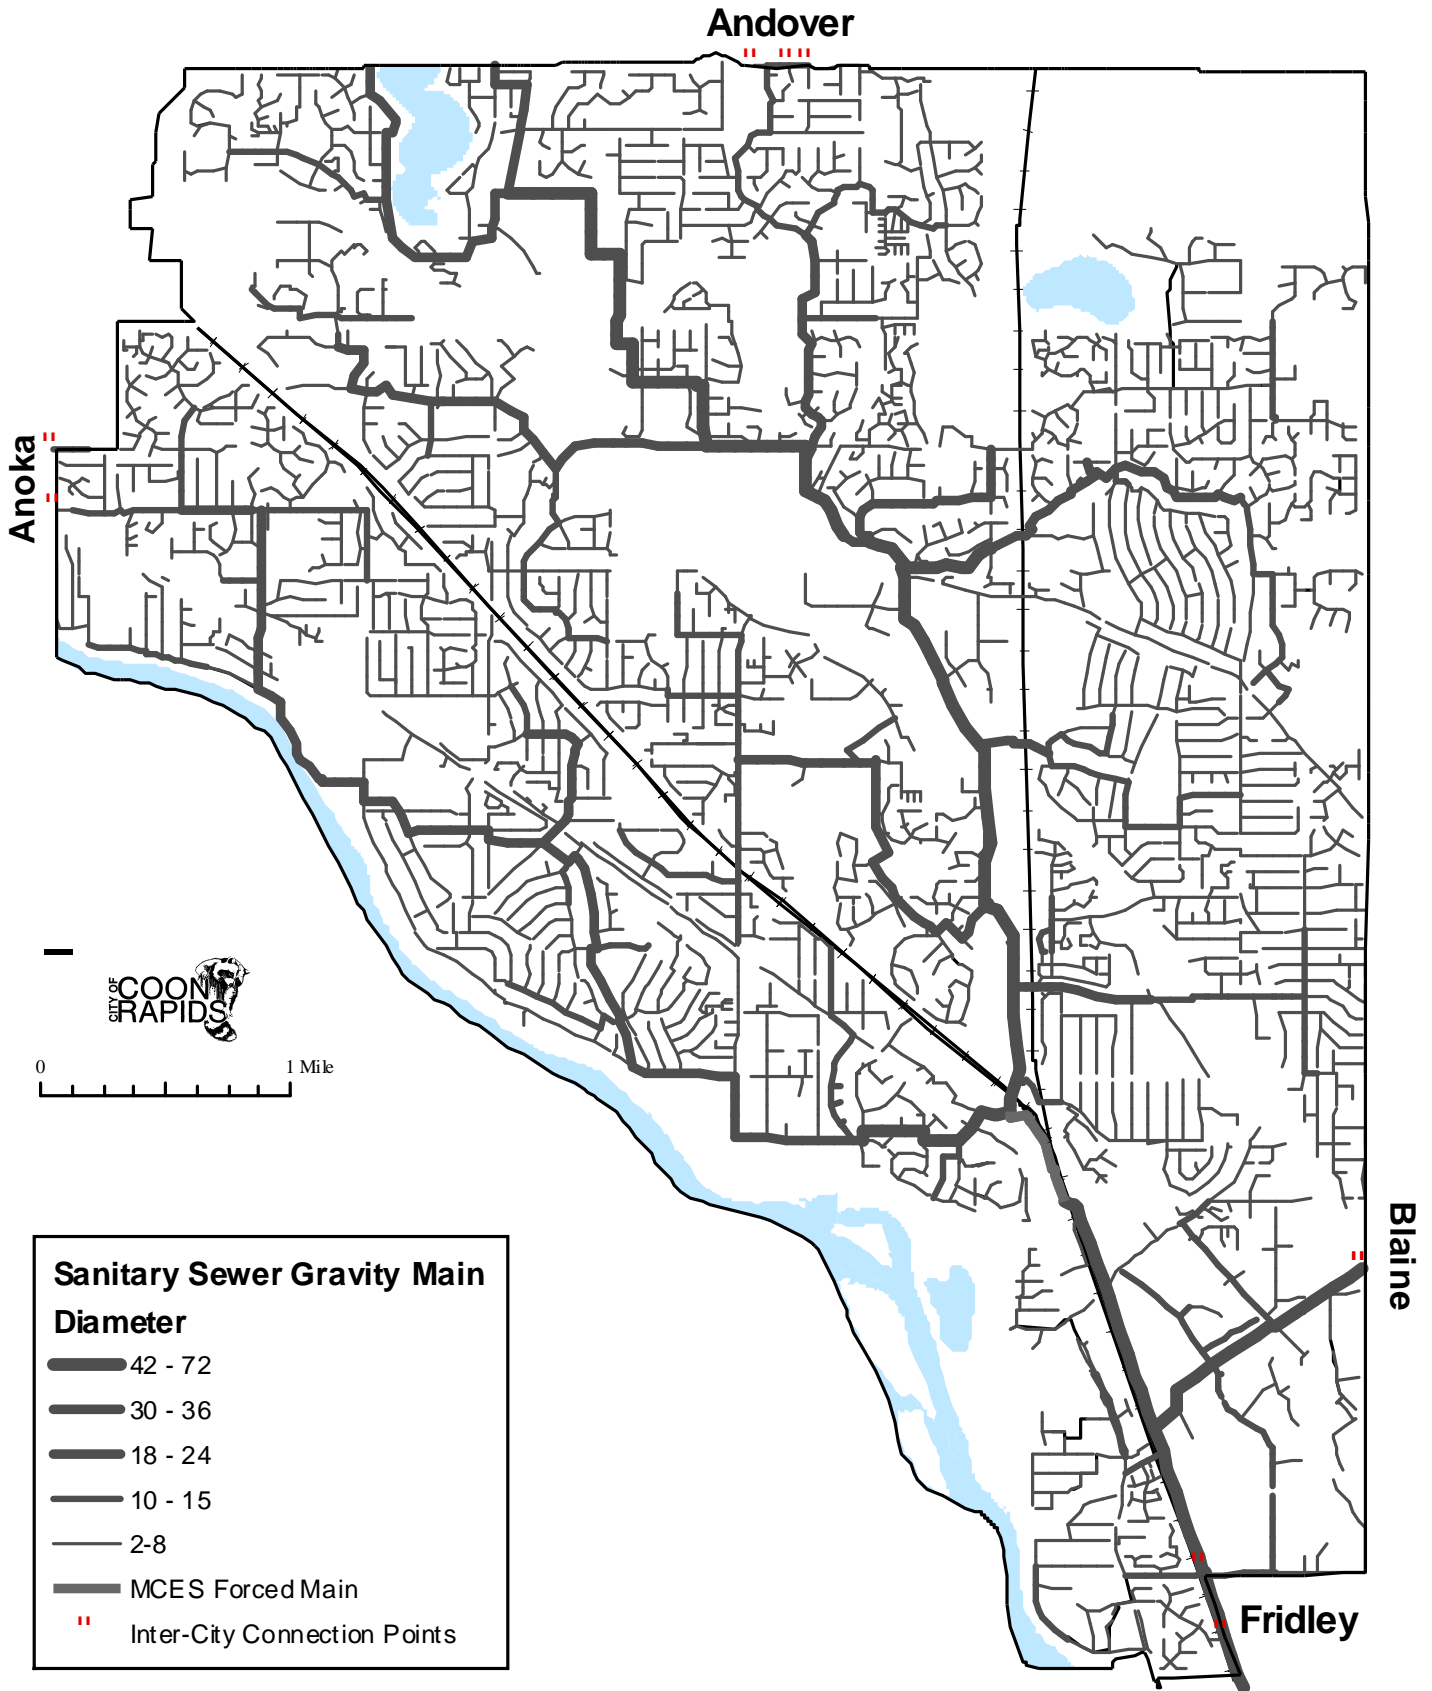 Andover
Anoka
CITY OF
COON
RAPIDS
0 1 Mile
Blaine
Sanitary Sewer Gravity Main
Diameter
42 - 72
30 - 36
18 - 24
10 - 15
2-8
MCES Forced Main
Inter-City Connection Points
Fridley